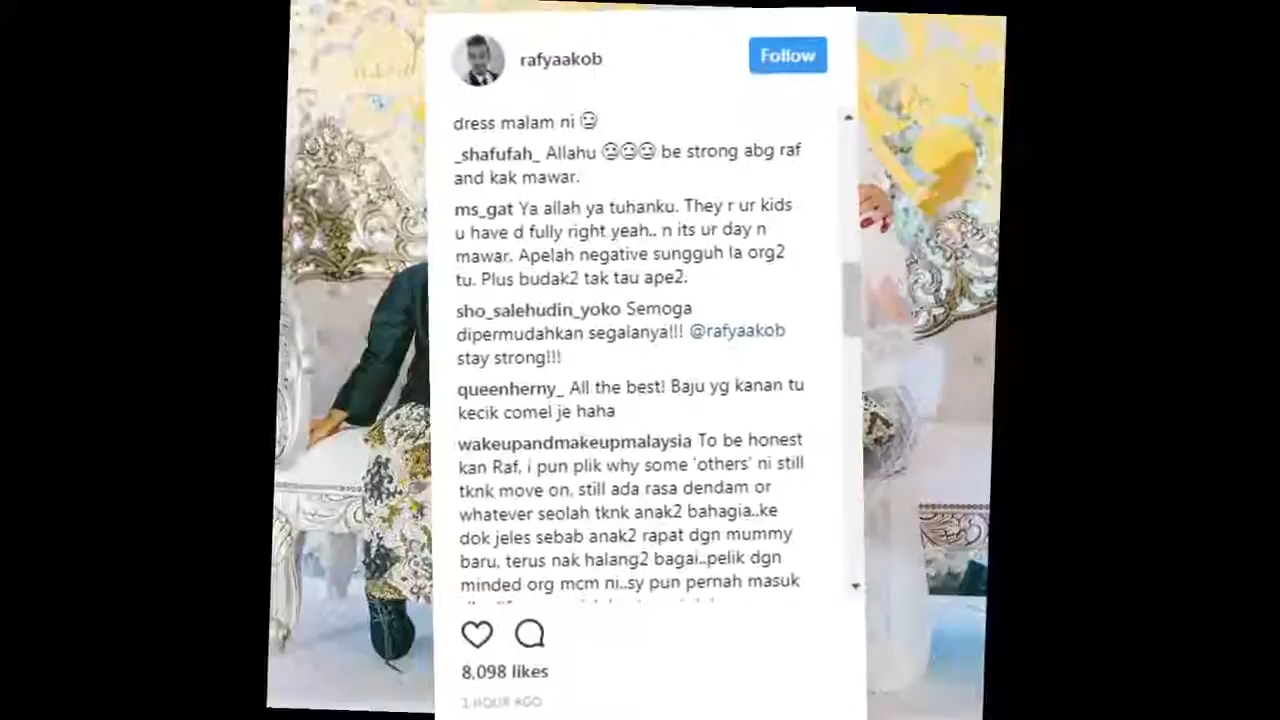 rafyaakob
Follow
dress malam ni
_shafufah_ Allahu be strong abg raf
and kak mawar.
ms_gat Ya allah ya tuhanku. They r ur kids
u have d fully right yeah.. n its ur day n
mawar. Apelah negative sungguh la org2
tu. Plus budak2 tak tau ape2.
sho_salehudin_yoko Semoga
dipermudahkan segalanya!!! @rafyaakob
stay strong!!!
queenherny_ All the best! Baju yg kanan tu
kecik comel je haha
wakeupandmakeupmalaysia To be honest
kan Raf, i pun plik why some 'others' ni still
tknk move on, still ada rasa dendam or
whatever seolah tknk anak2 bahagia..ke
dok jeles sebab anak2 rapat dgn mummy
baru, terus nak halang2 bagai..pelik dgn
minded org mcm ni..sy pun pernah masuk
8,098 likes
HOUR AGO